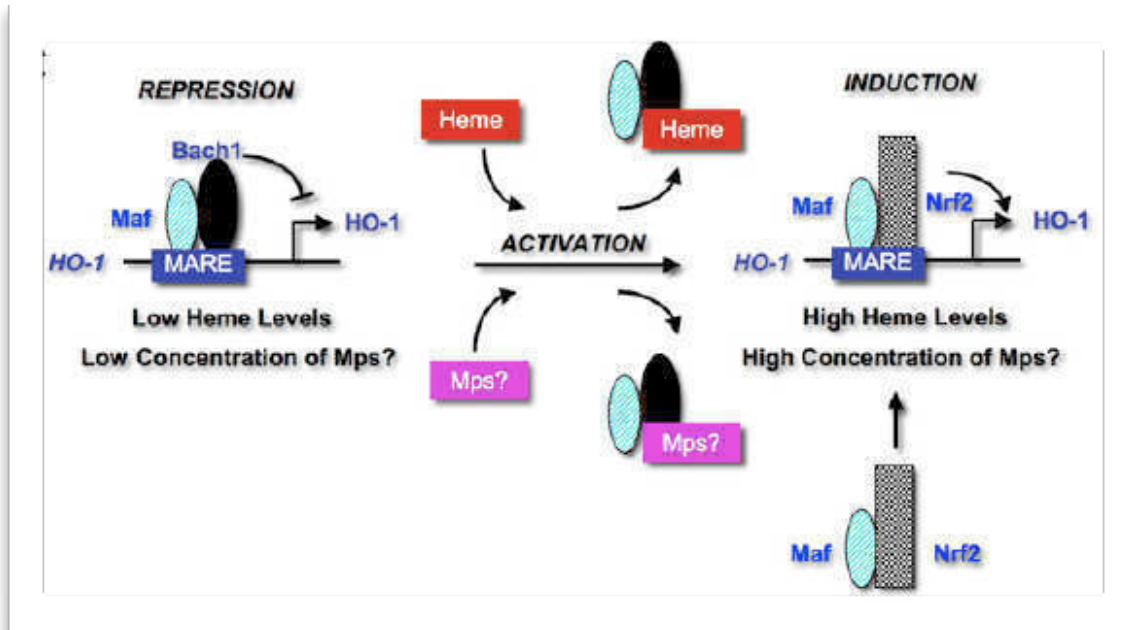 REPRESSION
Bach1
Maf
HO-1
HO-1
MARE
Low Heme Levels
Low Concentration of Mps?
Heme
Heme
ACTIVATION
Mps?
Mps?
INDUCTION
Maf
Nrf2
HO-1
HO-1
MARE
High Heme Levels
High Concentration of Mps?
Maf
Nrf2